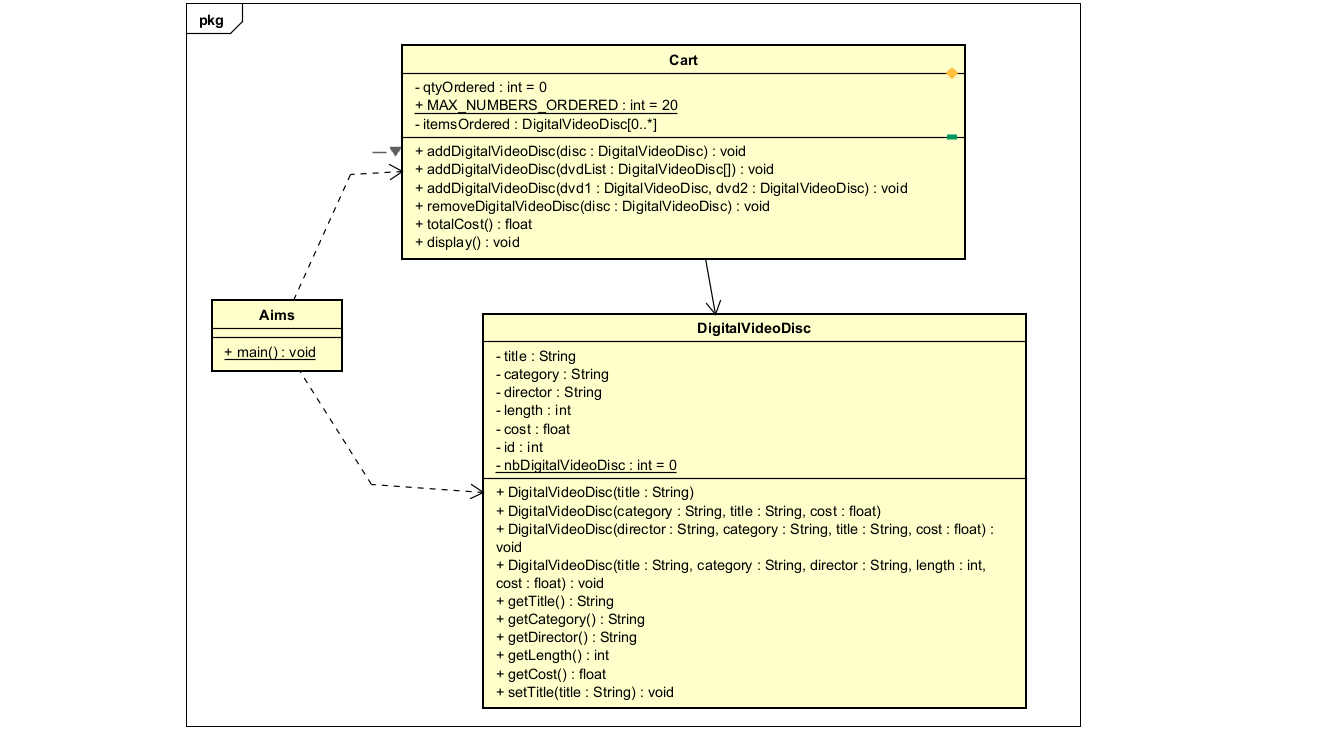 pkg
Cart
- qtyOrdered : int = 0
+ MAX_NUMBERS_ORDERED : int = 20
- itemsOrdered : DigitalVideoDisc[0..*]
+ addDigitalVideoDisc(disc : DigitalVideoDisc) : void
+ addDigitalVideoDisc(dvdList : DigitalVideoDisc[]) : void
+ addDigitalVideoDisc(dvd1 : DigitalVideoDisc, dvd2 : DigitalVideoDisc) : void
+ removeDigitalVideoDisc(disc : DigitalVideoDisc) : void
+ totalCost() : float
+ display() : void
Aims
+ main() : void
DigitalVideoDisc
- title : String
- category : String
- director : String
- length : int
- cost : float
- id : int
- nbDigitalVideoDisc : int = 0
+ DigitalVideoDisc(title : String)
+ DigitalVideoDisc(category : String, title : String, cost : float)
+ DigitalVideoDisc(director : String, category : String, title : String, cost : float) :
void
+ DigitalVideoDisc(title : String, category : String, director : String, length : int,
cost : float) : void
+ getTitle() : String
+ getCategory() : String
+ getDirector() : String
+ getLength() : int
+ getCost() : float
+ setTitle(title : String) : void